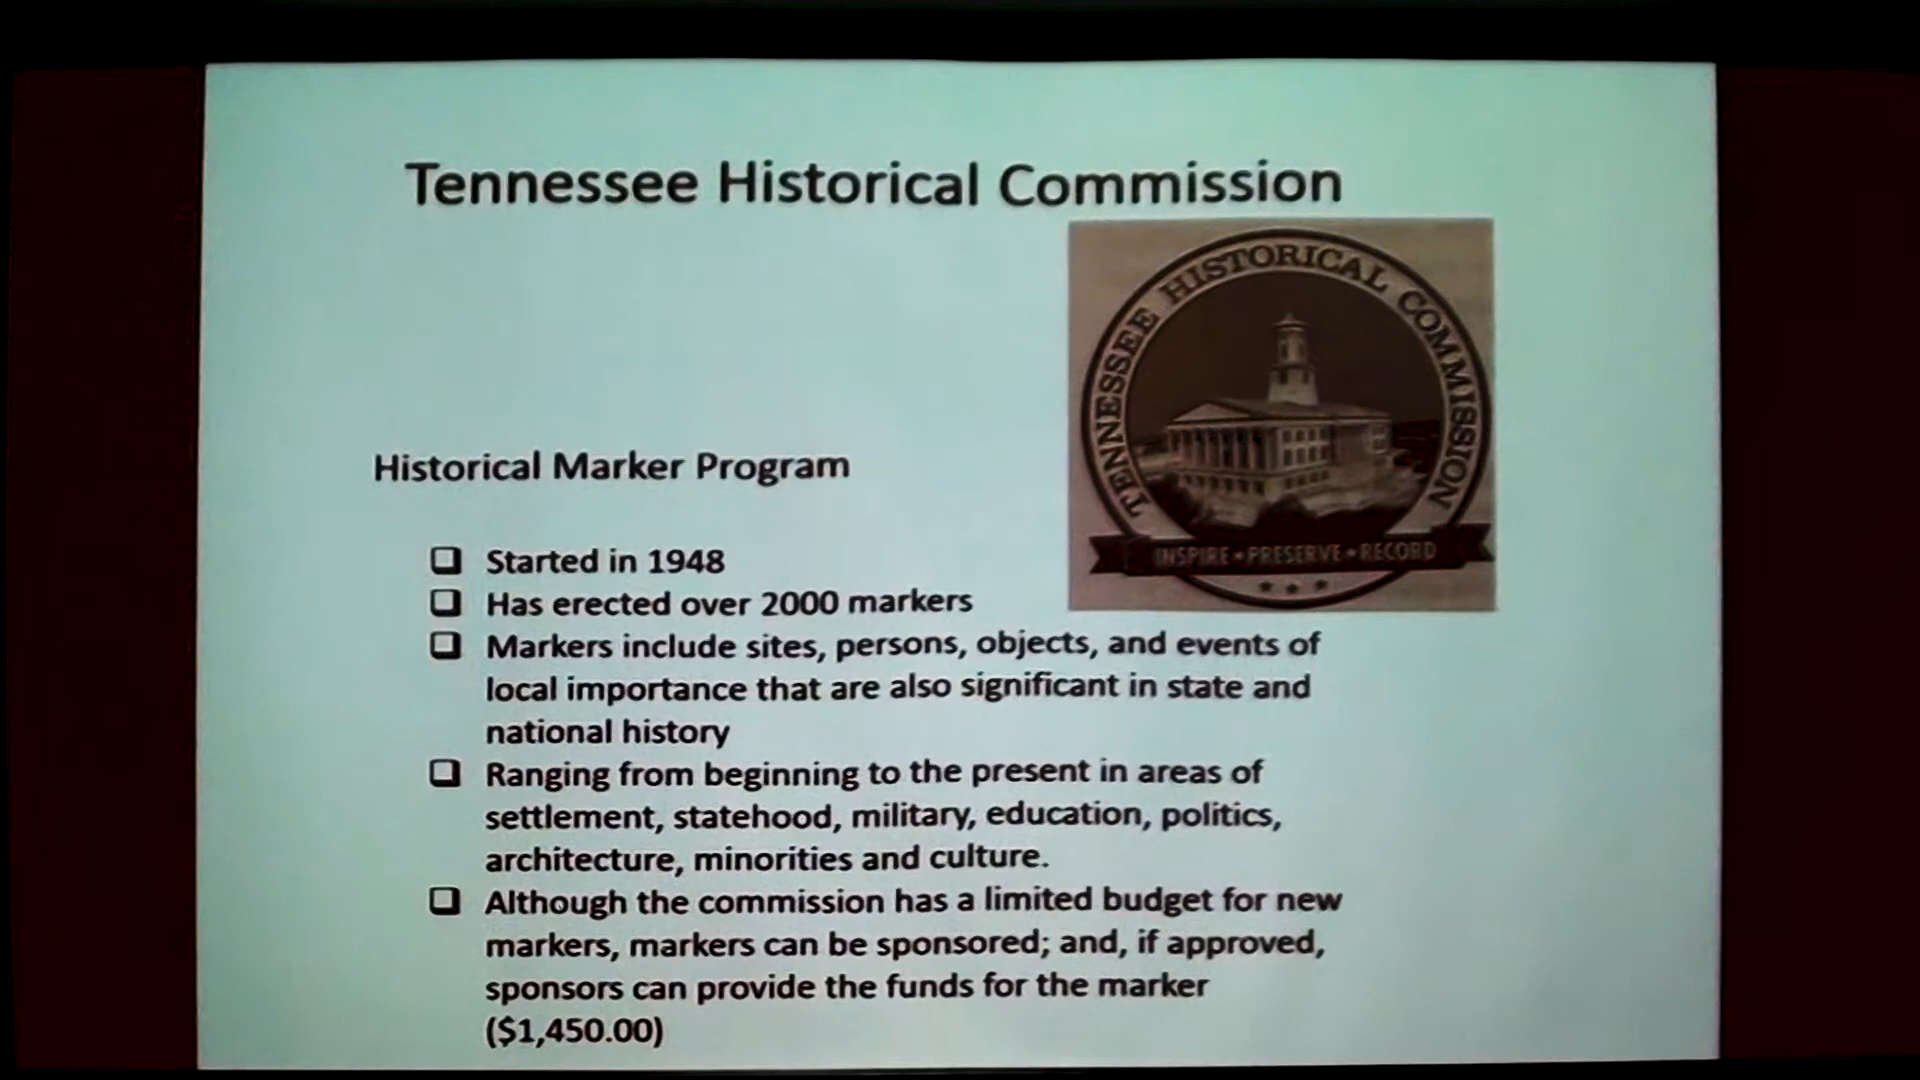 Tennessee Historical Commission
TENNESSEE HISTORICAL COMMISSION
INSPIRE • PRESERVE • RECORD
Historical Marker Program
❑ Started in 1948
❑ Has erected over 2000 markers
❑ Markers include sites, persons, objects, and events of
local importance that are also significant in state and
national history
❑ Ranging from beginning to the present in areas of
settlement, statehood, military, education, politics,
architecture, minorities and culture.
❑ Although the commission has a limited budget for new
markers, markers can be sponsored; and, if approved,
sponsors can provide the funds for the marker
($1,450.00)